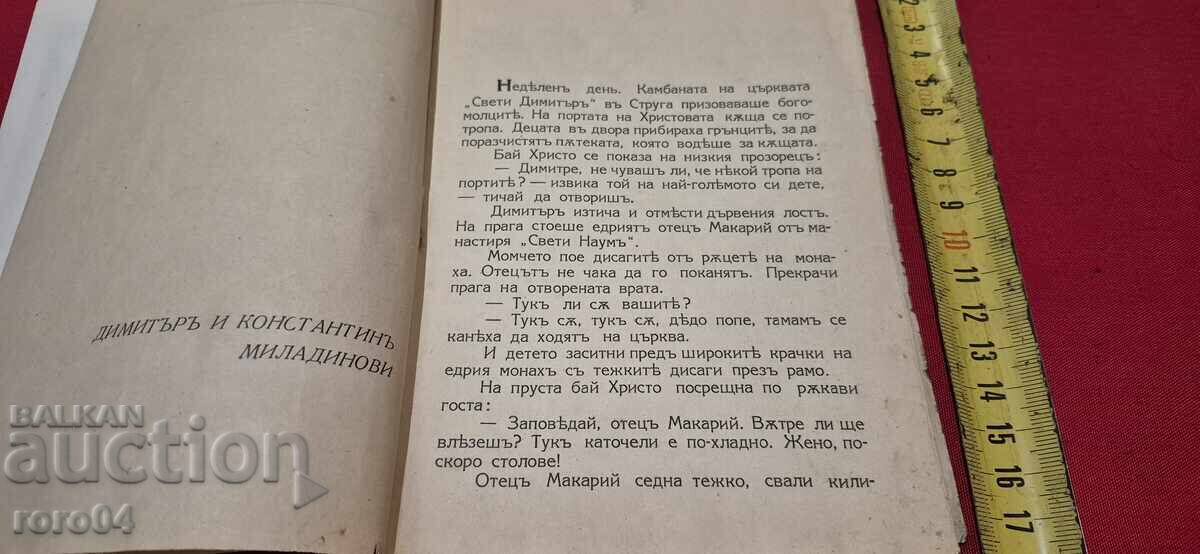 ДИМИТЪРЪ И КОНСТАНТИНЪ
МИЛАДИНОВИ
Недѣленъ день. Камбаната на църквата
„Свети Димитъръ“ въ Струга призоваваше бого-
молцитѣ. На портата на Христовата кѫща се по-
тропа. Децата въ двора прибираха грънцитѣ, за да
поразчистятъ пѫтеката, която водѣше за кѫщата.
Бай Христо се показа на низкия прозорецъ:
— Димитре, не чувашъ ли, че нѣкой тропа на
портитѣ? — извика той на най-голѣмото си дете,
— тичай да отворишъ.
Димитъръ изтича и отмѣсти дървения лостъ.
На прага стоеше едриятъ отецъ Макарий отъ ма-
настиря „Свети Наумъ“.
Момчето пое дисагитѣ отъ рѫцетѣ на мона-
ха. Отецътъ не чака да го поканятъ. Прекрачи
прага на отворената врата.
— Тукъ ли сѫ вашитѣ?
— Тукъ сѫ, тукъ сѫ, дѣдо попе, тамамъ се
канѣха да ходятъ на църква.
И детето заситни предъ широкитѣ крачки на
едрия монахъ съ тежкитѣ дисаги презъ рамо.
На пруста бай Христо посрещна по рѫкави
госта:
— Заповѣдай, отецъ Макарий. Вѫтре ли ще
влѣзешъ? Тукъ каточели е по-хладно. Жено, по-
скоро столове!
Отецъ Макарий седна тежко, свали кили-
2
3
4
5
6
7
8
9
10
11
12
13
14
15
16
17
BALKAN
auction
roro04